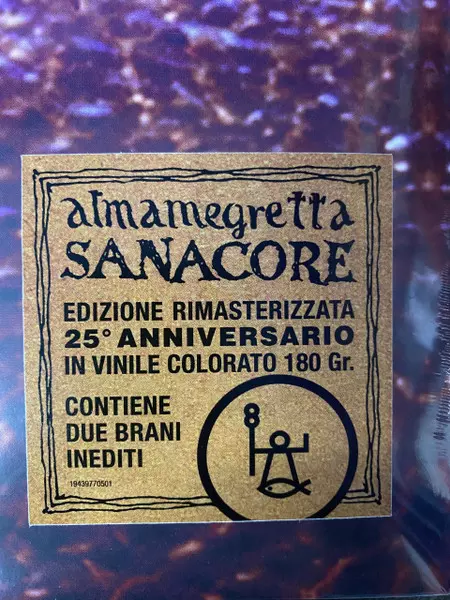 almamegretta
SANACORE
EDIZIONE RIMASTERIZZATA
25° ANNIVERSARIO
IN VINILE COLORATO 180 Gr.
CONTIENE
DUE BRANI
INEDITI
19439770501